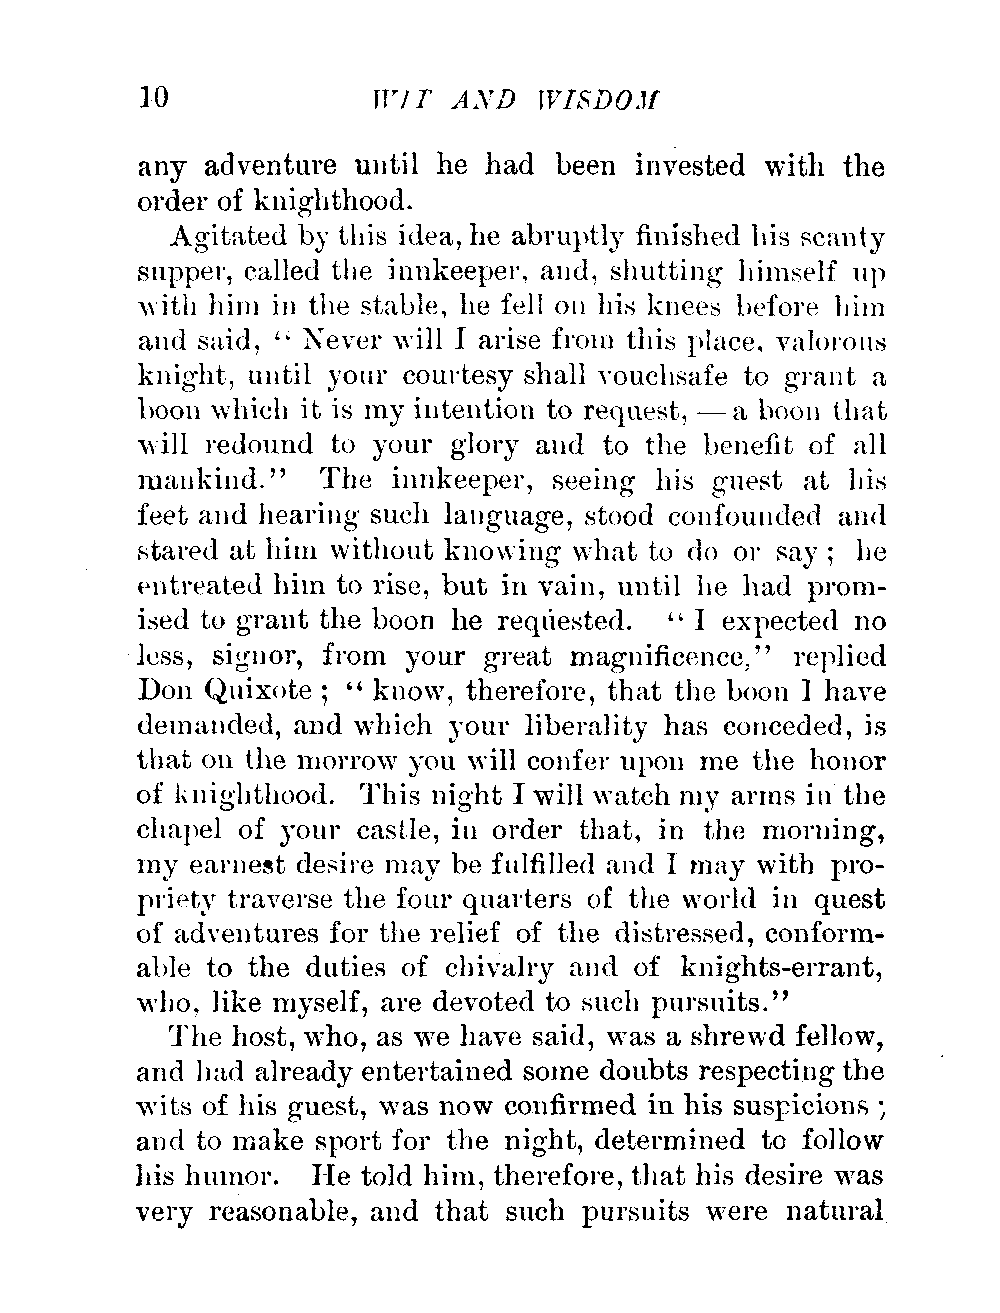 10 WIT AND WISDOM
any adventure until he had been invested with the
order of knighthood.
Agitated by this idea, he abruptly finished his scanty
supper, called the innkeeper, and, shutting himself up
with him in the stable, he fell on his knees before him
and said, “ Never will I arise from this place, valorous
knight, until your courtesy shall vouchsafe to grant a
boon which it is my intention to request, — a boon that
will redound to your glory and to the benefit of all
mankind.” The innkeeper, seeing his guest at his
feet and hearing such language, stood confounded and
stared at him without knowing what to do or say ; he
entreated him to rise, but in vain, until he had prom-
ised to grant the boon he requested. “ I expected no
less, signor, from your great magnificence,” replied
Don Quixote ; “ know, therefore, that the boon I have
demanded, and which your liberality has conceded, is
that on the morrow you will confer upon me the honor
of knighthood. This night I will watch my arms in the
chapel of your castle, in order that, in the morning,
my earnest desire may be fulfilled and I may with pro-
priety traverse the four quarters of the world in quest
of adventures for the relief of the distressed, conform-
able to the duties of chivalry and of knights-errant,
who, like myself, are devoted to such pursuits.”
The host, who, as we have said, was a shrewd fellow,
and had already entertained some doubts respecting the
wits of his guest, was now confirmed in his suspicions ;
and to make sport for the night, determined to follow
his humor. He told him, therefore, that his desire was
very reasonable, and that such pursuits were natural